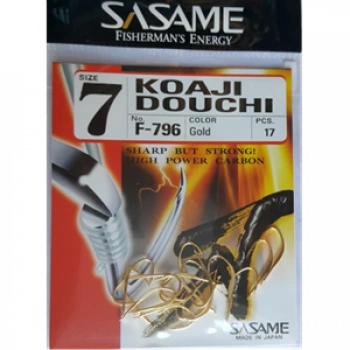 SASAME
FISHERMAN'S ENERGY
SIZE
7
KOAJI
DOUCHI
No.
F-796
COLOR
Gold
PCS.
17
SHARP BUT STRONG!
HIGH POWER CARBON
SASAME
MADE IN JAPAN